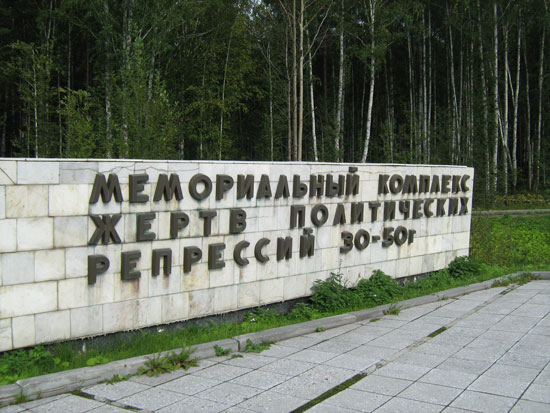 МЕМОРИАЛЬНЫЙ КОМПЛЕКС
ЖЕРТВ ПОЛИТИЧЕСКИХ
РЕПРЕССИЙ 30-50г